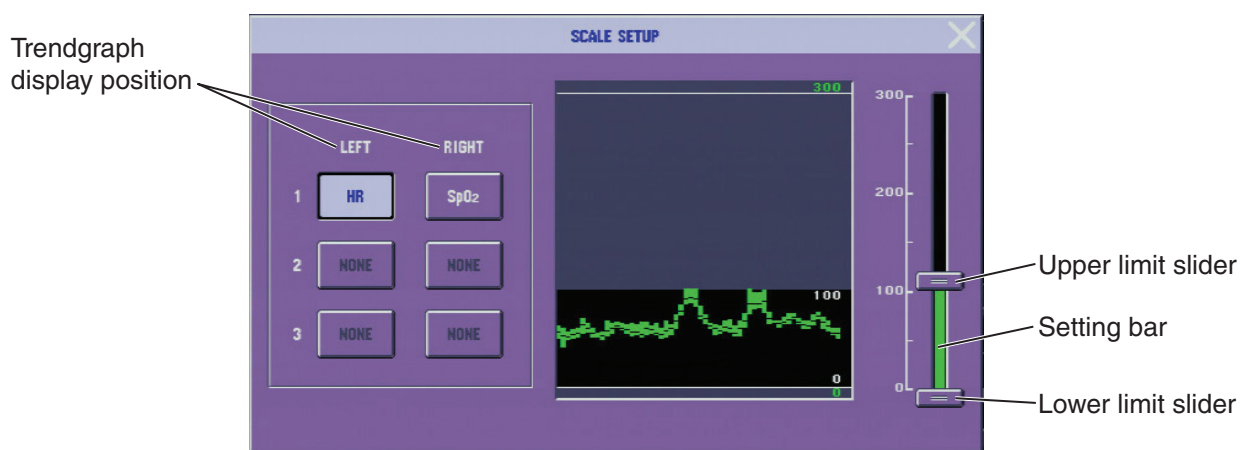 SCALE SETUP
Trendgraph
display position
LEFT RIGHT
1 HR SpO2
2 NONE NONE
3 NONE NONE
300
100
0
0
300
200
100
0
Upper limit slider
Setting bar
Lower limit slider